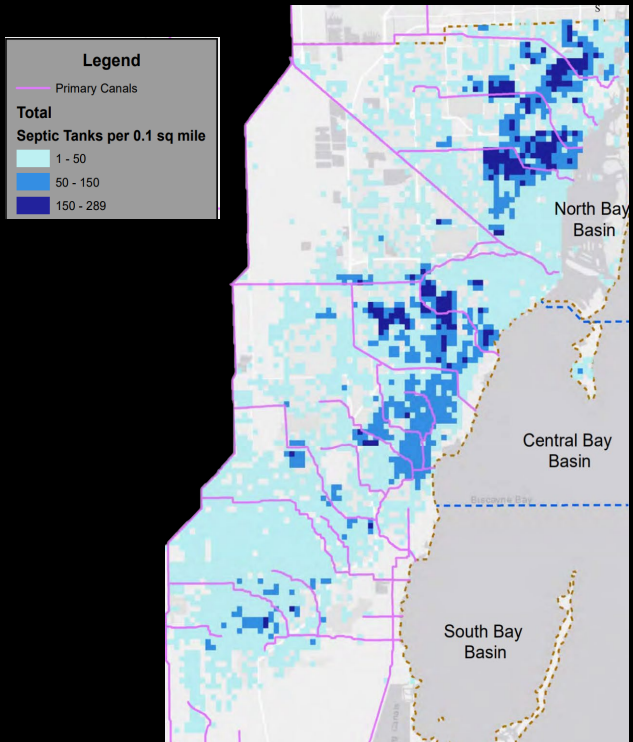 S
Legend
Primary Canals
Total
Septic Tanks per 0.1 sq mile
1 - 50
50 - 150
150 - 289
North Bay
Basin
Central Bay
Basin
Biscayne Bay
South Bay
Basin